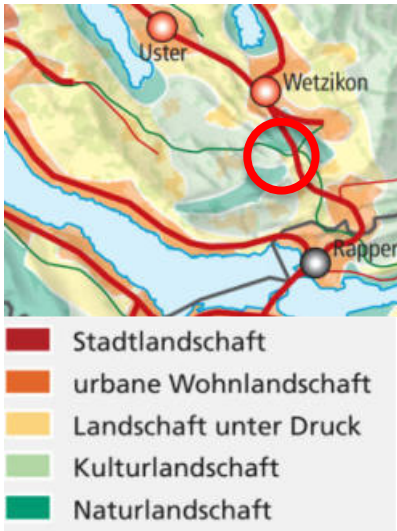 Uster
Wetzikon
Rapper
Stadtlandschaft
urbane Wohnlandschaft
Landschaft unter Druck
Kulturlandschaft
Naturlandschaft